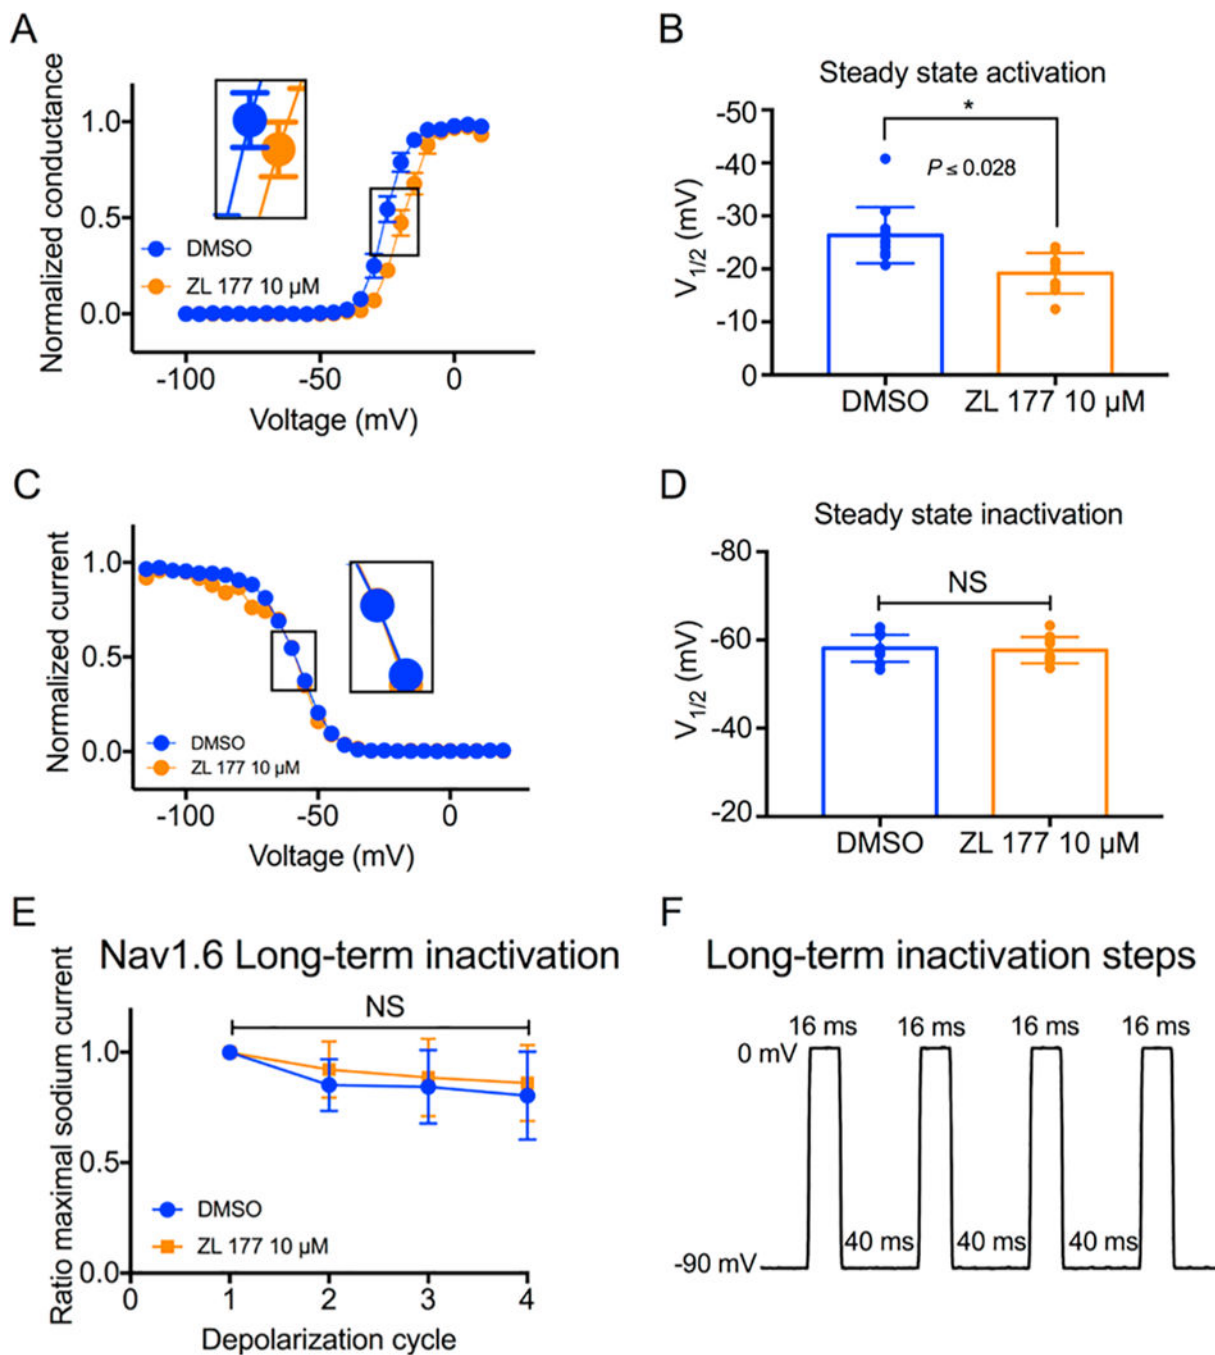 A
Normalized conductance
1.0
0.5
0.0
DMSO
ZL 177 10 µM
-100
-50
0
Voltage (mV)
B
Steady state activation
*
P ≤ 0.028
V1/2 (mV)
-50
-40
-30
-20
-10
0
DMSO
ZL 177 10 µM
C
Normalized current
1.0
0.5
0.0
DMSO
ZL 177 10 µM
-100
-50
0
Voltage (mV)
D
Steady state inactivation
NS
V1/2 (mV)
-80
-60
-40
-20
DMSO
ZL 177 10 µM
E
Nav1.6 Long-term inactivation
NS
Ratio maximal sodium current
1.0
0.5
0.0
DMSO
ZL 177 10 µM
0
1
2
3
4
Depolarization cycle
F
Long-term inactivation steps
16 ms
16 ms
16 ms
16 ms
0 mV
40 ms
40 ms
40 ms
-90 mV